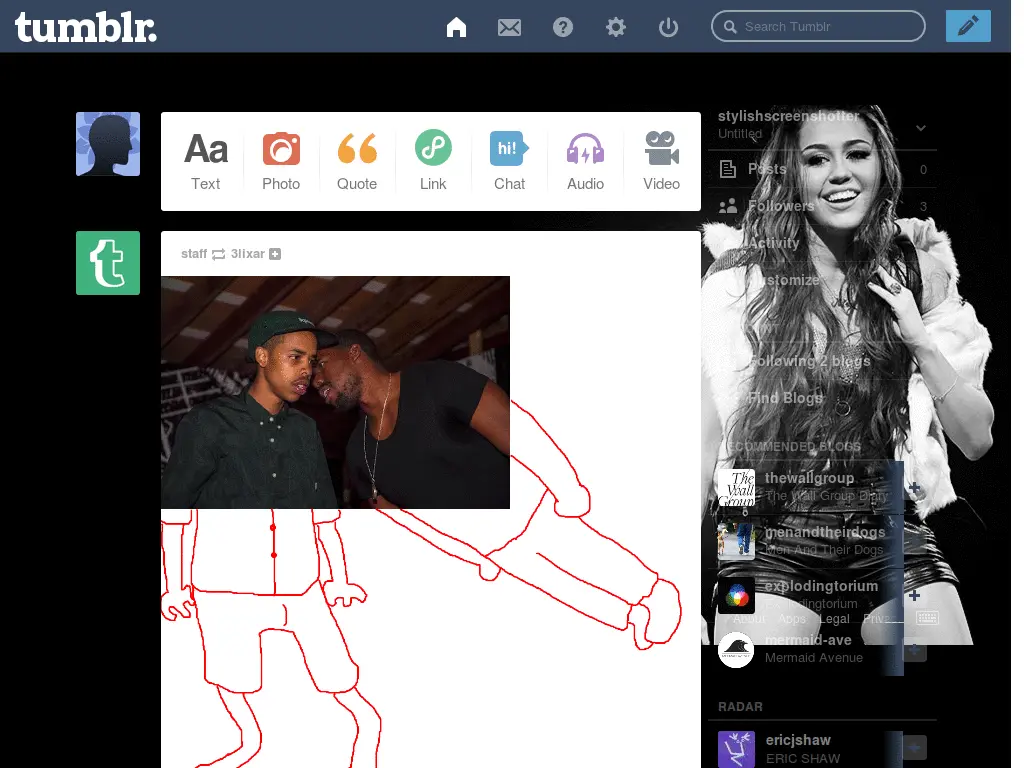 tumblr.
Search Tumblr
Aa
hi!
Text
Photo
Quote
Link
Chat
Audio
Video
staff 3lixar
stylishscreenshotter
Untitled
Posts 0
Followers 3
Activity
Customize
Following 2 blogs
Find Blogs
RECOMMENDED BLOGS
The Wall Group
thewallgroup
The Wall Group Diary
menandtheirdogs
Men And Their Dogs
explodingtorium
Explodingtorium
About Apps Legal Priva
mermaid-ave
Mermaid Avenue
RADAR
ericjshaw
ERIC SHAW